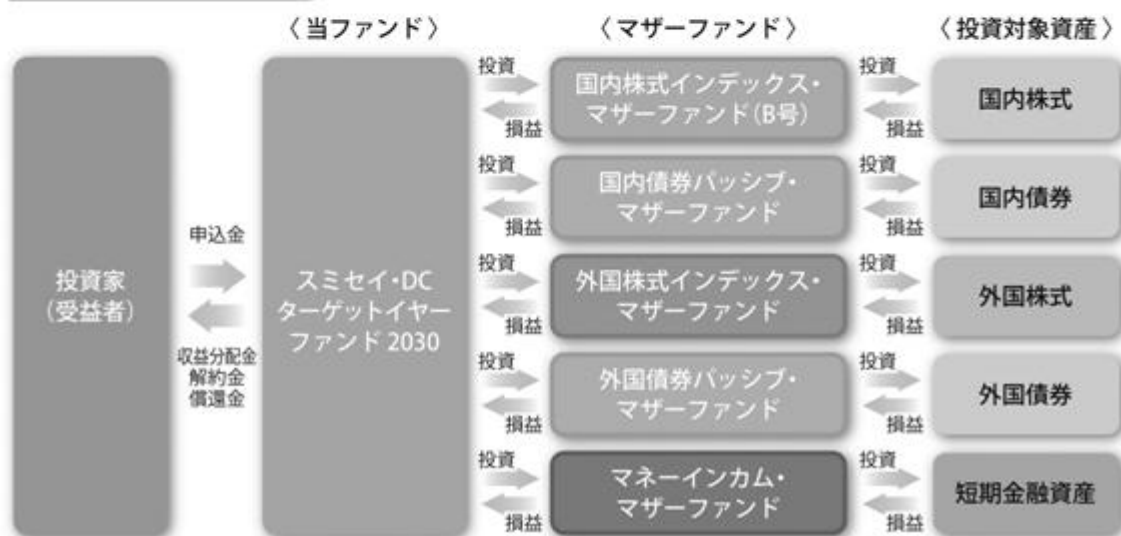 〈 当ファンド 〉
〈 マザーファンド 〉
〈 投資対象資産 〉
投資家
(受益者)
申込金
収益分配金
解約金
償還金
スミセイ・DC
ターゲットイヤー
ファンド 2030
投資
損益
国内株式インデックス・
マザーファンド(B号)
投資
損益
国内株式
投資
損益
国内債券パッシブ・
マザーファンド
投資
損益
国内債券
投資
損益
外国株式インデックス・
マザーファンド
投資
損益
外国株式
投資
損益
外国債券パッシブ・
マザーファンド
投資
損益
外国債券
投資
損益
マネーインカム・
マザーファンド
投資
損益
短期金融資産